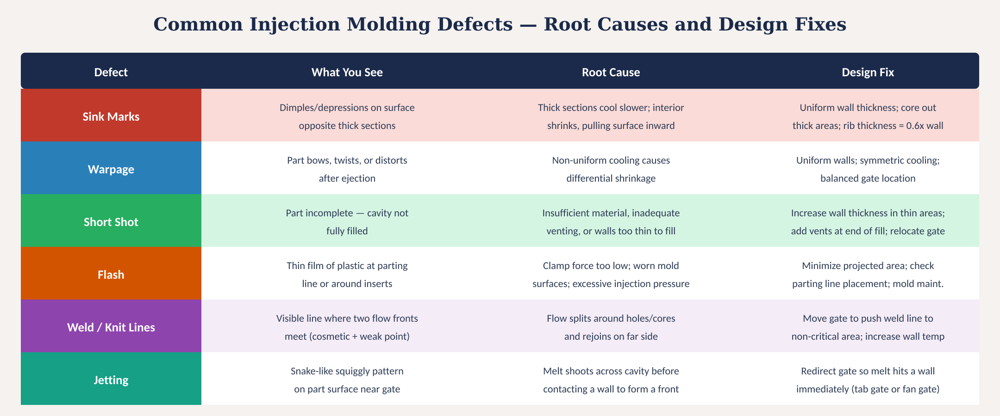 Common Injection Molding Defects — Root Causes and Design Fixes
Defect
What You See
Root Cause
Design Fix
Sink Marks
Dimples/depressions on surface
opposite thick sections
Thick sections cool slower; interior
shrinks, pulling surface inward
Uniform wall thickness; core out
thick areas; rib thickness = 0.6x wall
Warpage
Part bows, twists, or distorts
after ejection
Non-uniform cooling causes
differential shrinkage
Uniform walls; symmetric cooling;
balanced gate location
Short Shot
Part incomplete — cavity not
fully filled
Insufficient material, inadequate
venting, or walls too thin to fill
Increase wall thickness in thin areas;
add vents at end of fill; relocate gate
Flash
Thin film of plastic at parting
line or around inserts
Clamp force too low; worn mold
surfaces; excessive injection pressure
Minimize projected area; check
parting line placement; mold maint.
Weld / Knit Lines
Visible line where two flow fronts
meet (cosmetic + weak point)
Flow splits around holes/cores
and rejoins on far side
Move gate to push weld line to
non-critical area; increase wall temp
Jetting
Snake-like squiggly pattern
on part surface near gate
Melt shoots across cavity before
contacting a wall to form a front
Redirect gate so melt hits a wall
immediately (tab gate or fan gate)